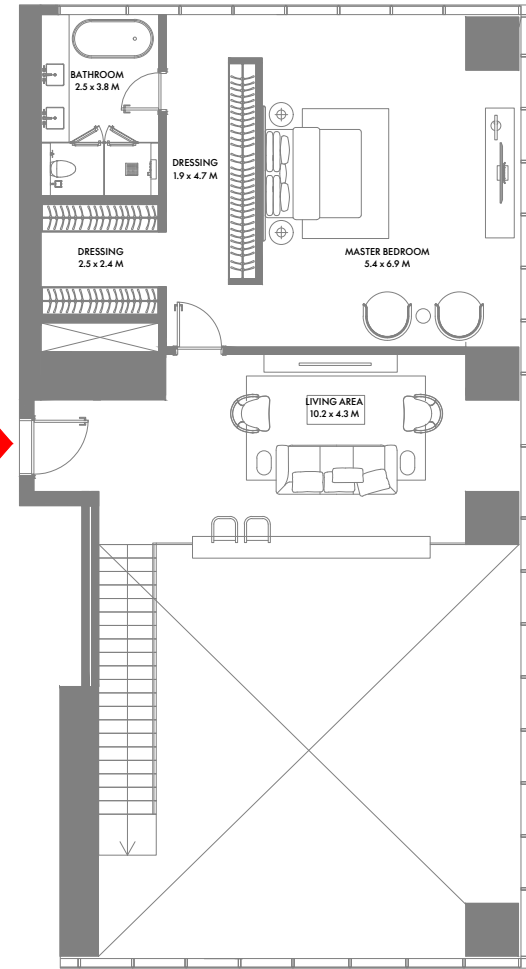 BATHROOM
2.5 x 3.8 M
DRESSING
1.9 x 4.7 M
DRESSING
2.5 x 2.4 M
MASTER BEDROOM
5.4 x 6.9 M
LIVING AREA
10.2 x 4.3 M